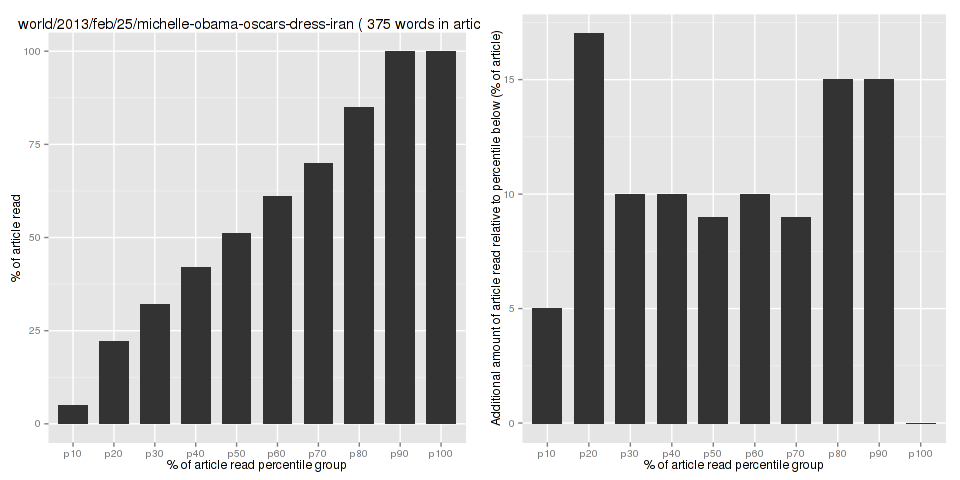 world/2013/feb/25/michelle-obama-oscars-dress-iran ( 375 words in artic
% of article read
100
75
50
25
0
p10 p20 p30 p40 p50 p60 p70 p80 p90 p100
% of article read percentile group
Additional amount of article read relative to percentile below (% of article)
15
10
5
0
p10 p20 p30 p40 p50 p60 p70 p80 p90 p100
% of article read percentile group